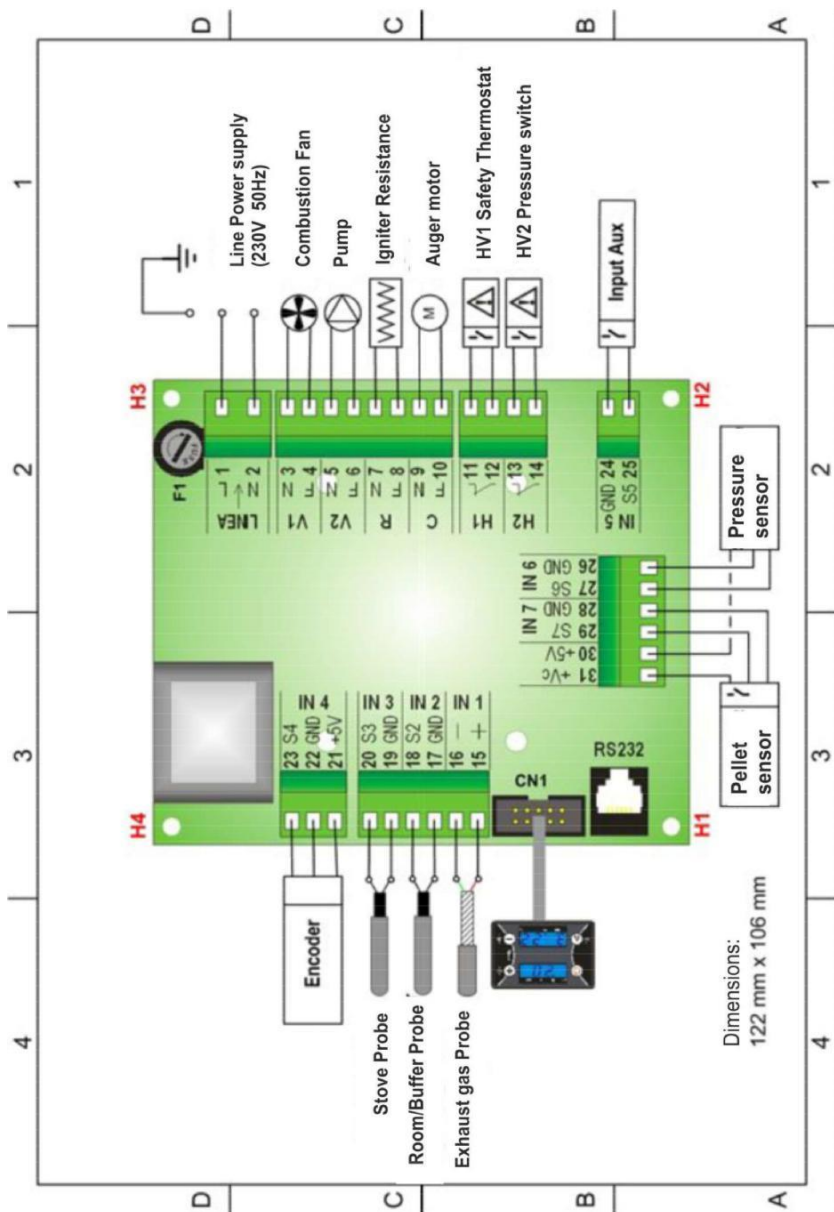 D
C
B
A
1
2
3
4
Line Power supply
(230V 50Hz)
Combustion Fan
Pump
Igniter Resistance
Auger motor
M
HV1 Safety Thermostat
HV2 Pressure switch
Input Aux
H3
H2
F1
LINEA
L 1
N 2
V1
N 3
F 4
V2
N 5
F 6
R
N 7
F 8
C
N 9
F 10
H1
11
12
H2
13
14
IN 5
GND 24
S5 25
IN 6
26 GND
27 S6
IN 7
28 GND
29 S7
30 +5V
31 +Vc
Pressure
sensor
Pellet
sensor
IN 4
23 S4
22 GND
21 +5V
IN 3
20 S3
19 GND
IN 2
18 S2
17 GND
IN 1
16 –
15 +
CN1
RS232
H4
H1
Encoder
Stove Probe
Room/Buffer Probe
Exhaust gas Probe
Dimensions:
122 mm x 106 mm
1
2
3
4
D
C
B
A